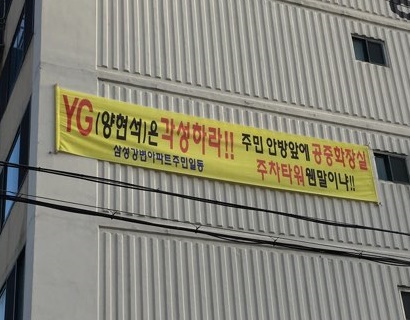 YG(양현석)은 각성하라!! 주민 안방앞에 공중화장실
삼성강변아파트주민일동 주차타워웬말이냐!!